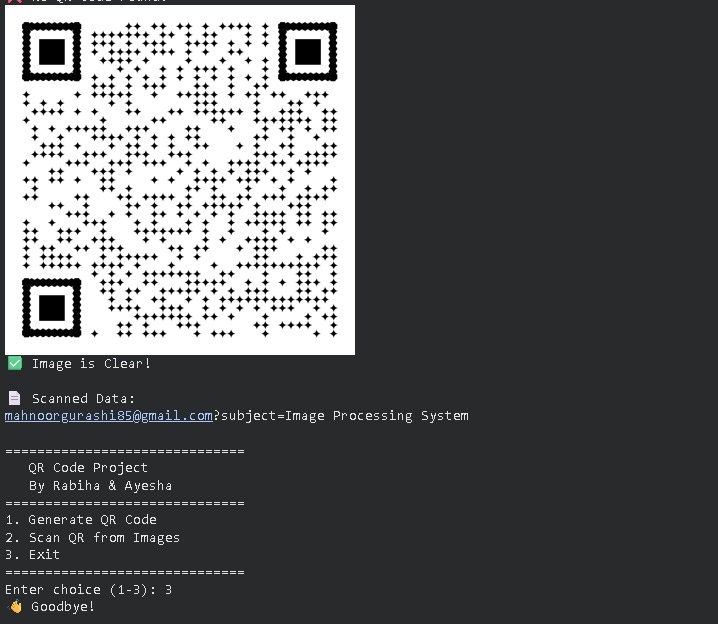 ✅ Image is Clear!
📄 Scanned Data:
mahnoorgurashi85@gmail.com?subject=Image Processing System
==============================
QR Code Project
By Rabiha & Ayesha
==============================
1. Generate QR Code
2. Scan QR from Images
3. Exit
==============================
Enter choice (1-3): 3
👋 Goodbye!